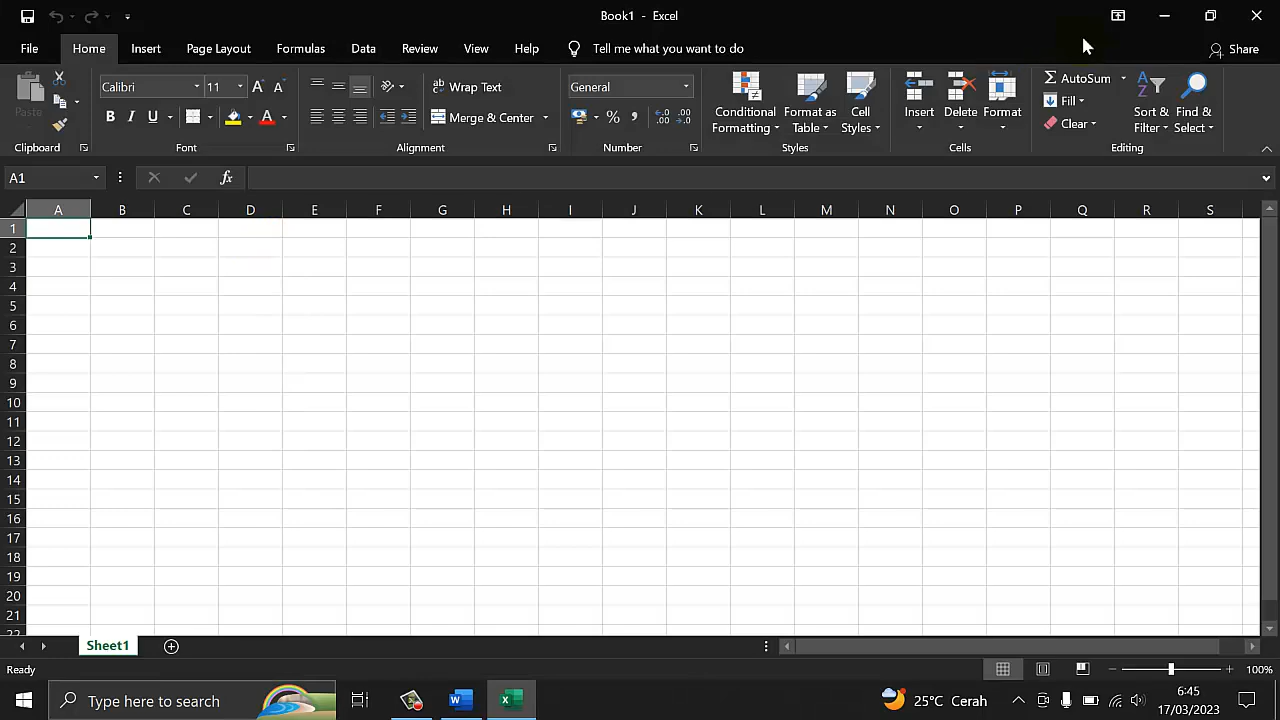 Book1 - Excel
File Home Insert Page Layout Formulas Data Review View Help Tell me what you want to do Share
Paste
Calibri 11
Wrap Text
Merge & Center
General
Conditional Formatting
Format as Table
Cell Styles
Insert
Delete
Format
AutoSum
Fill
Clear
Sort & Filter
Find & Select
Clipboard Font Alignment Number Styles Cells Editing
A1 fx
A B C D E F G H I J K L M N O P Q R S
1
2
3
4
5
6
7
8
9
10
11
12
13
14
15
16
17
18
19
20
21
22
Sheet1
Ready 100%
Type here to search
25°C Cerah
6:45
17/03/2023